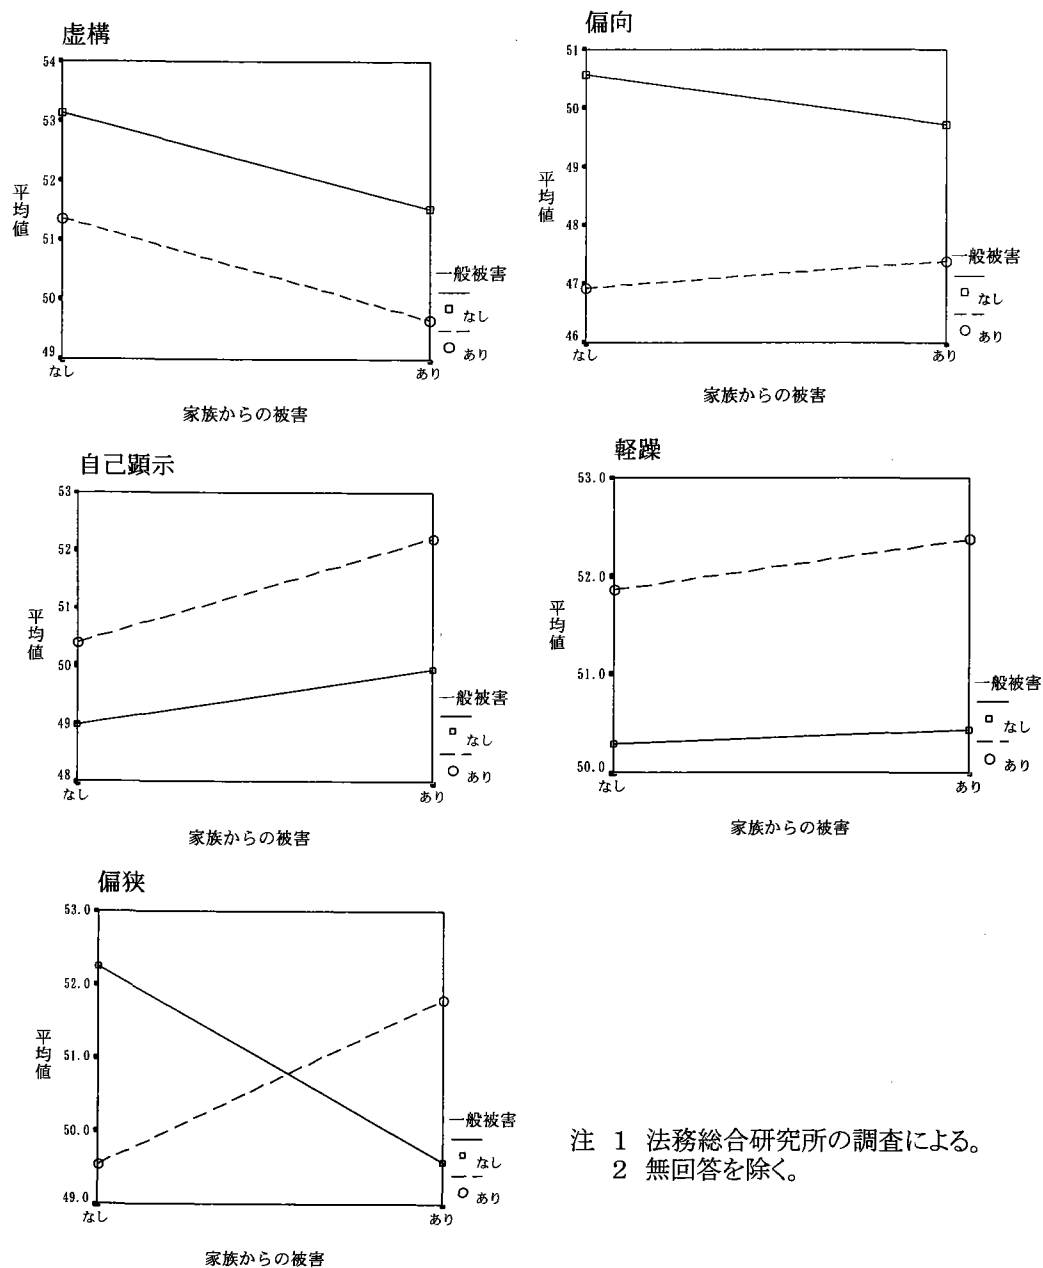 虚構
54
53
52
51
50
49
平均値
なし
あり
家族からの被害
一般被害
なし
あり
偏向
51
50
49
48
47
46
平均値
なし
あり
家族からの被害
一般被害
なし
あり
自己顕示
53
52
51
50
49
48
平均値
なし
あり
家族からの被害
一般被害
なし
あり
軽躁
53.0
52.0
51.0
50.0
平均値
なし
あり
家族からの被害
一般被害
なし
あり
偏狭
53.0
52.0
51.0
50.0
49.0
平均値
なし
あり
家族からの被害
一般被害
なし
あり
注 1 法務総合研究所の調査による。
2 無回答を除く。